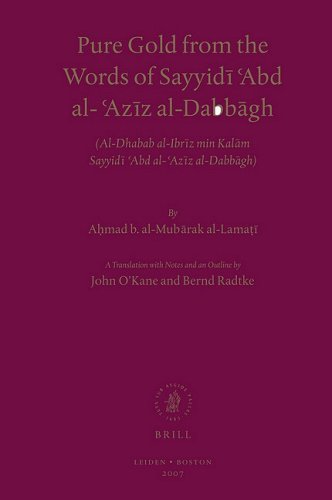 Pure Gold from the
Words of Sayyidī ʿAbd
al- ʿAzīz al-Dabbāgh
(Al-Dhabab al-Ibrīz min Kalām
Sayyidī ʿAbd al-ʿAzīz al-Dabbāgh)
By
Aḥmad b. al-Mubārak al-Lamaṭī
A Translation with Notes and an Outline by
John O'Kane and Bernd Radtke
BRILL
LEIDEN · BOSTON
2007